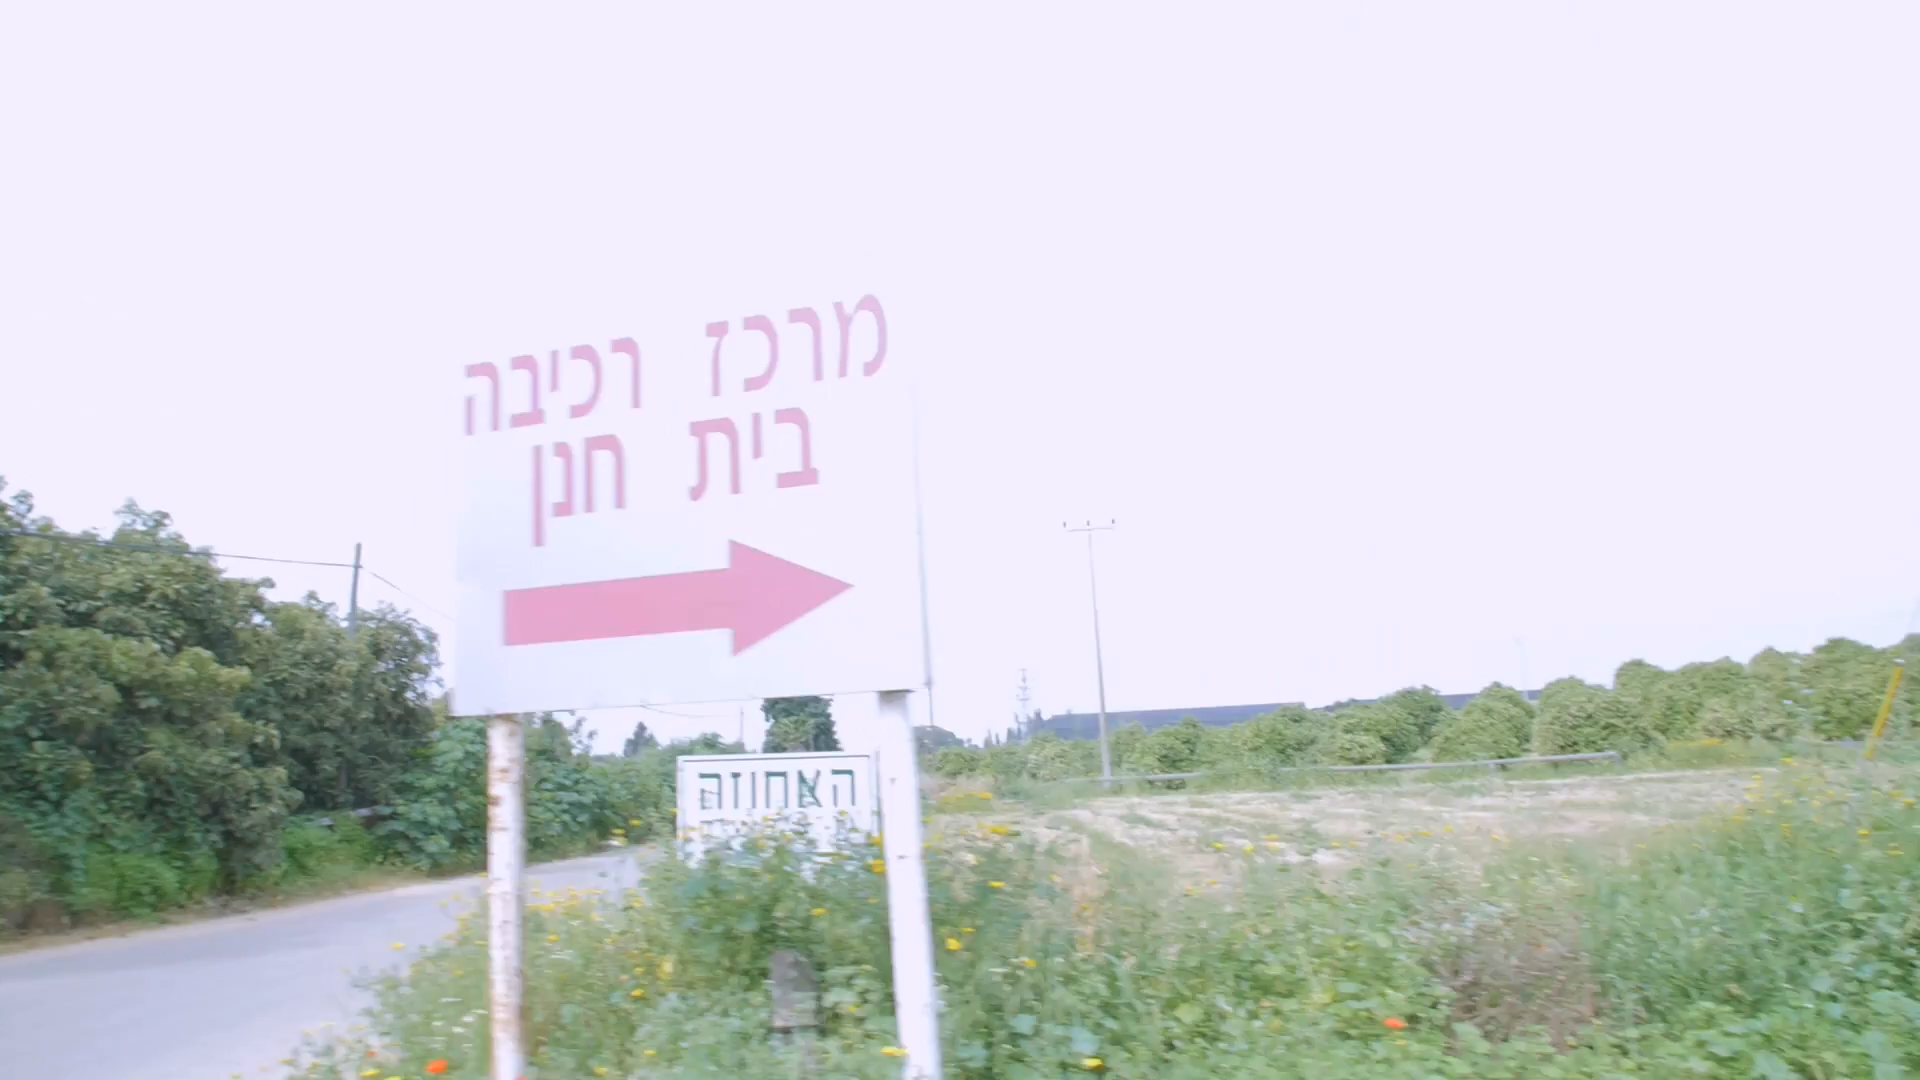 מרכז רכיבה
בית חנן
האחוזה